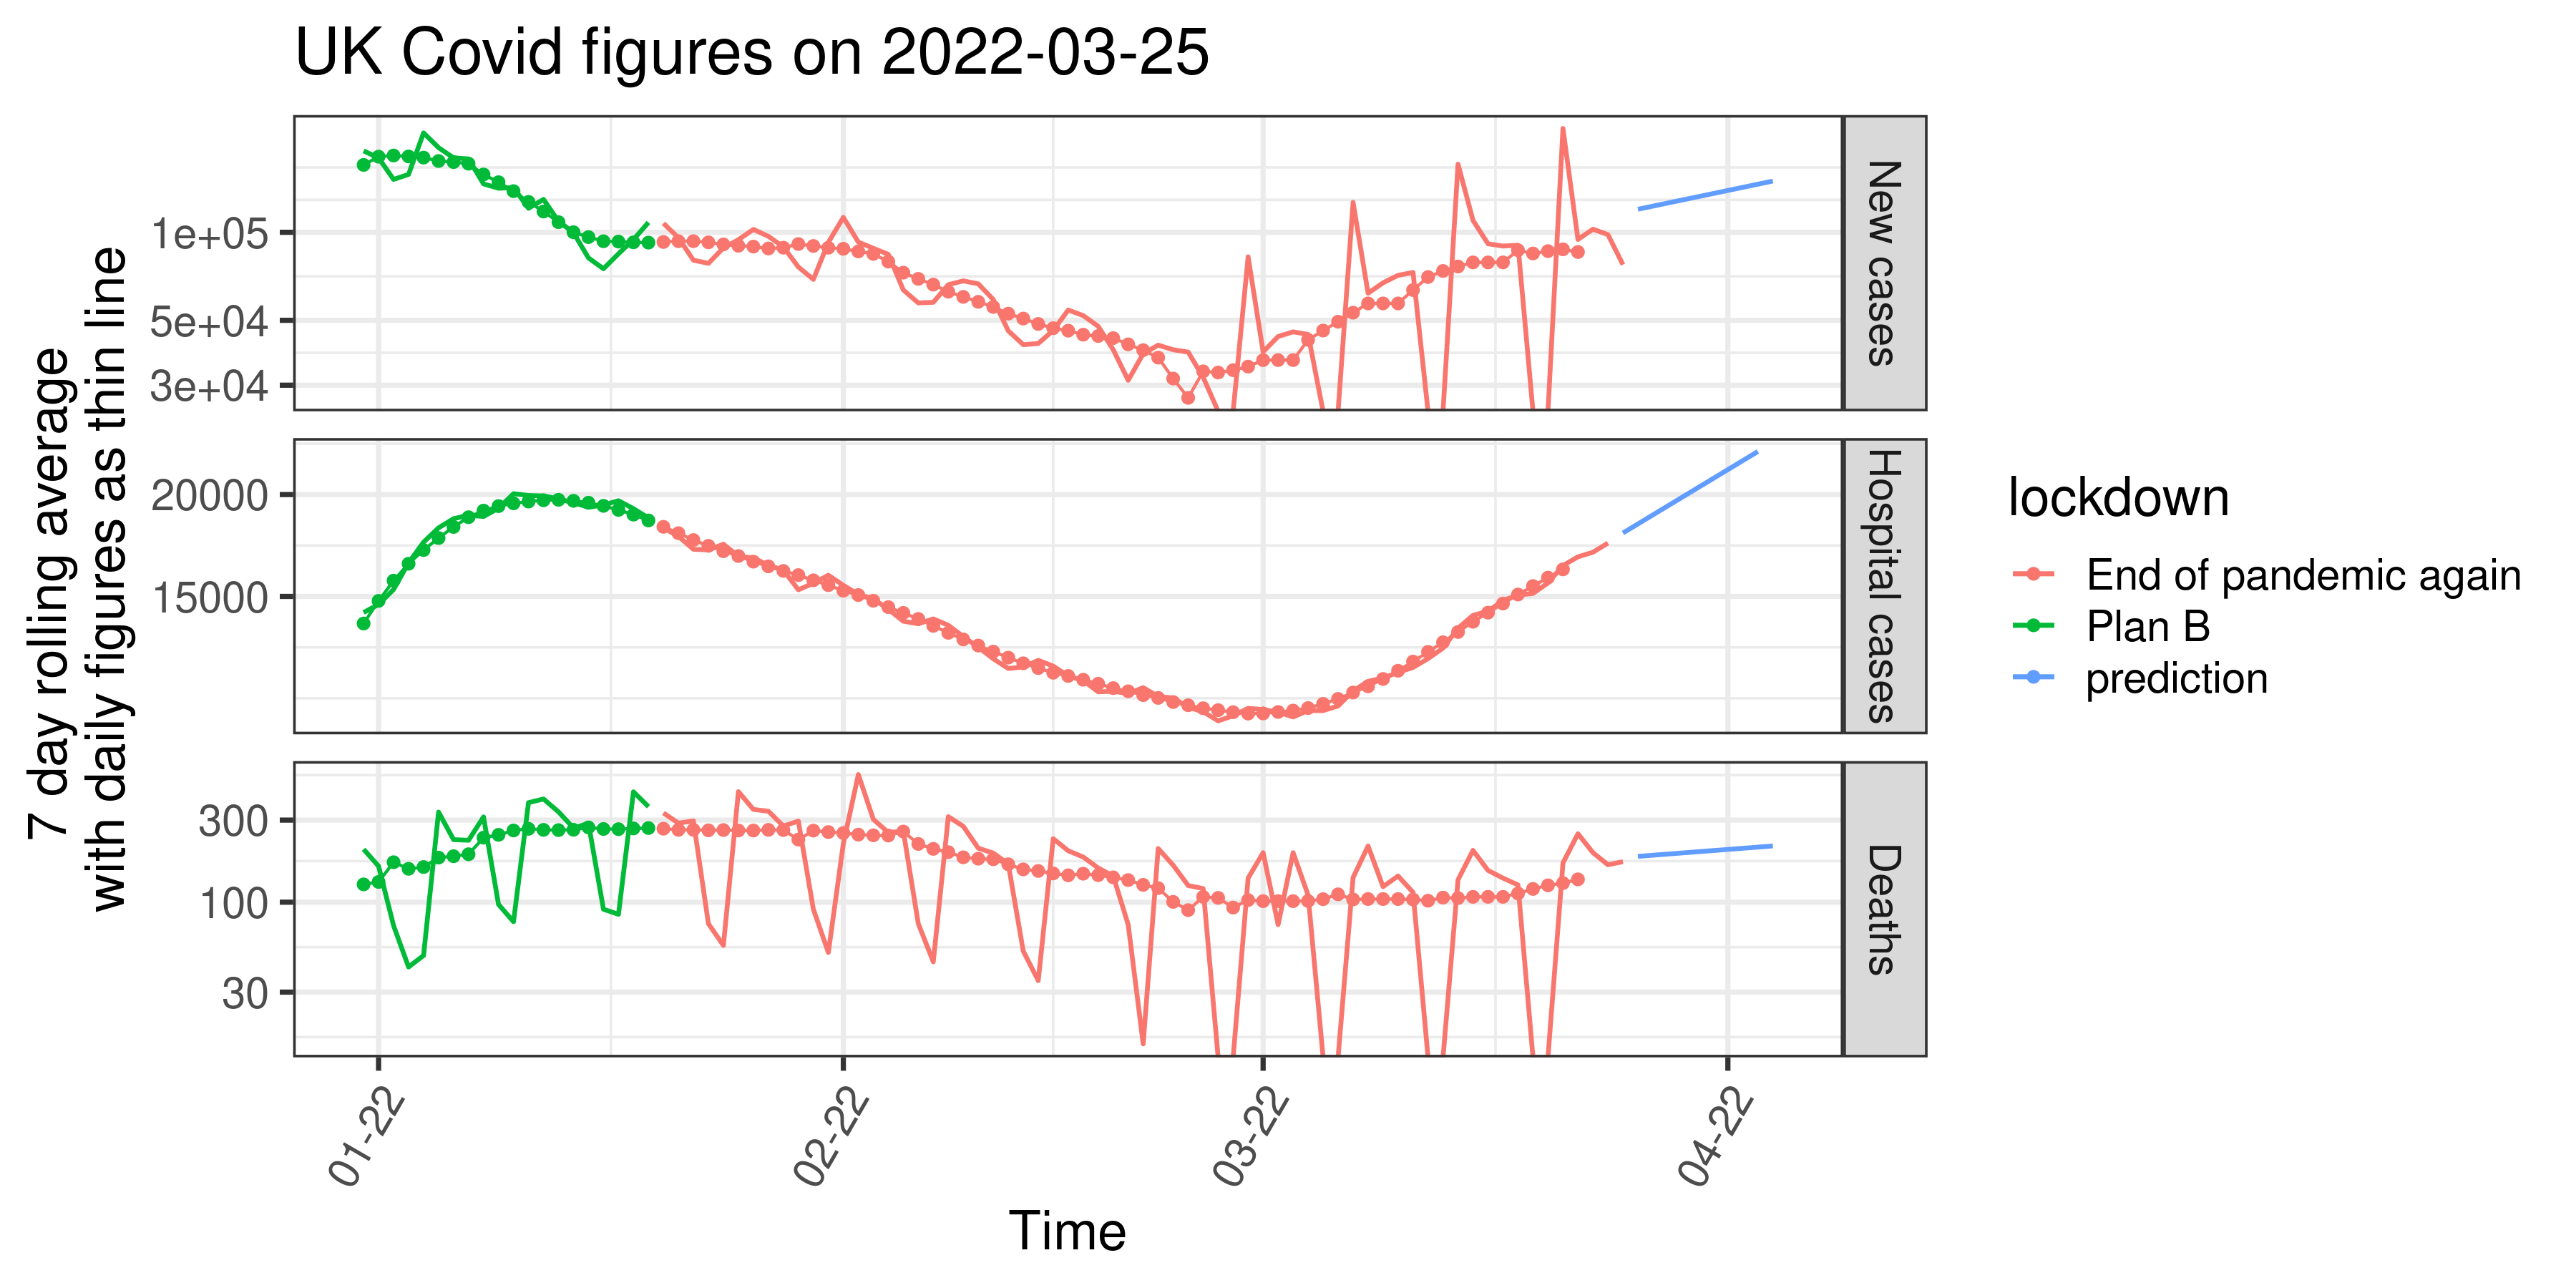 UK Covid figures on 2022-03-25
7 day rolling average
with daily figures as thin line
1e+05
5e+04
3e+04
New cases
20000
15000
Hospital cases
300
100
30
Deaths
01-22
02-22
03-22
04-22
Time
lockdown
End of pandemic again
Plan B
prediction